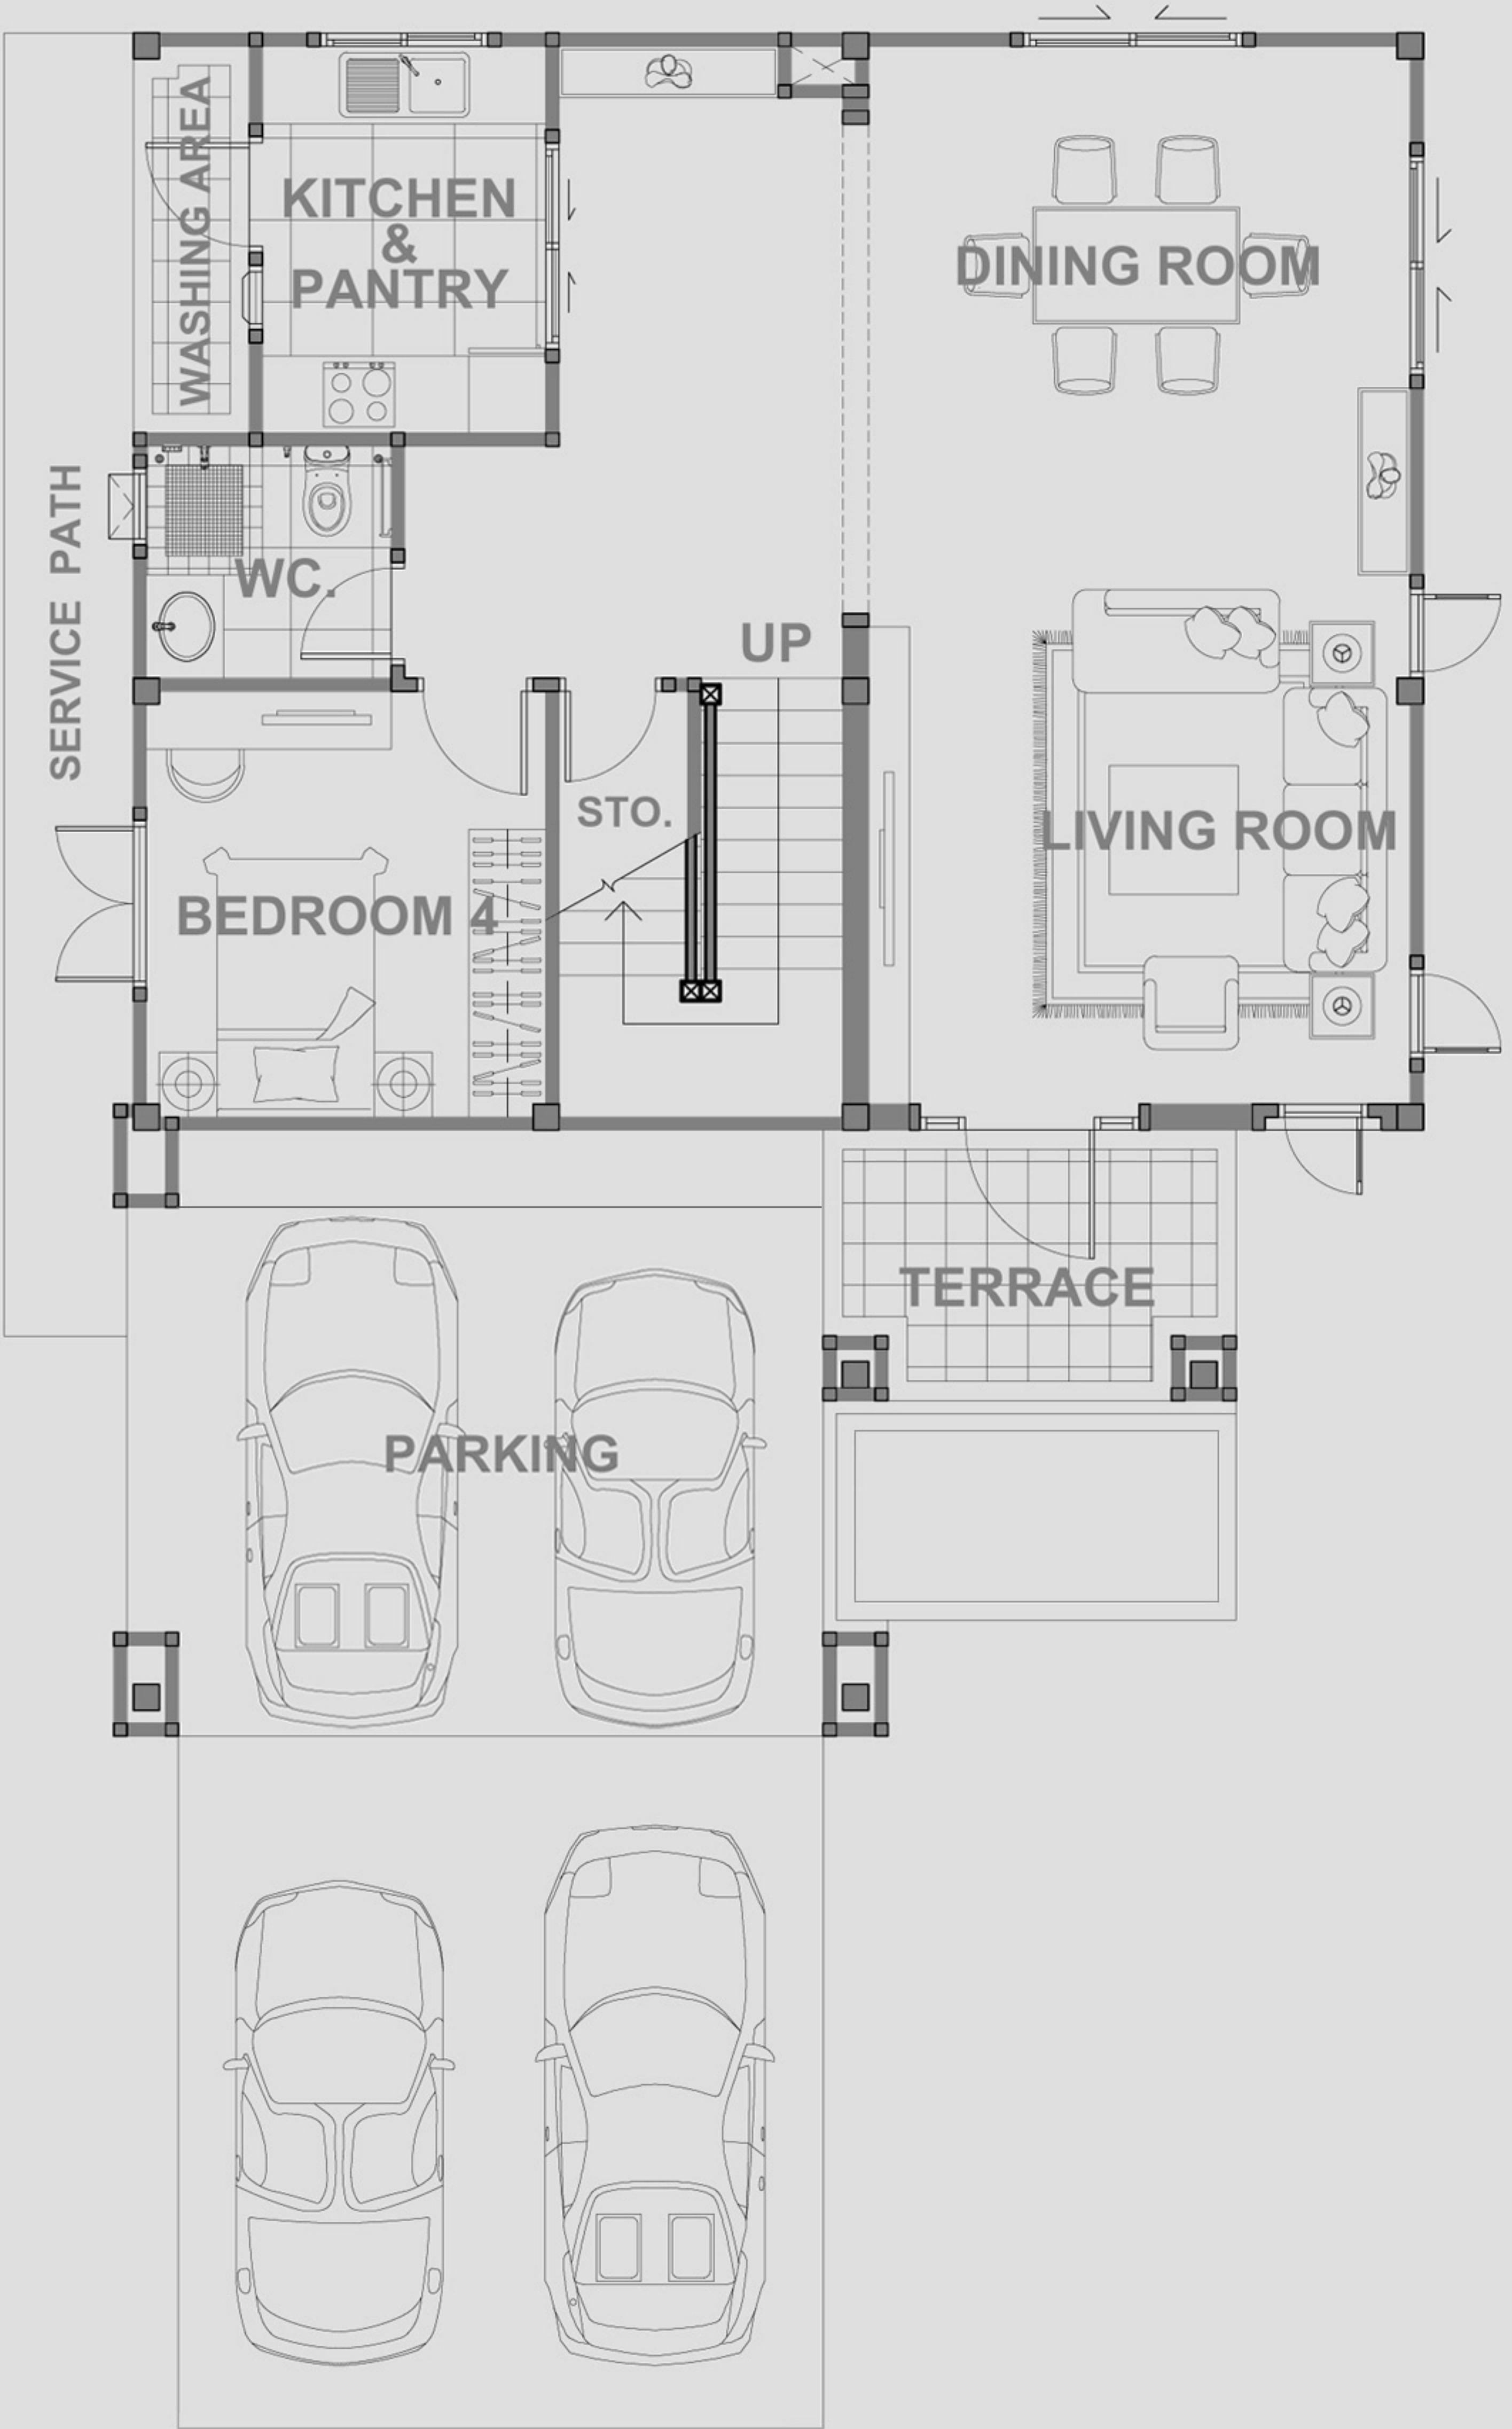 WASHING AREA
KITCHEN
&
PANTRY
DINING ROOM
SERVICE PATH
WC.
UP
STO.
LIVING ROOM
BEDROOM 4
TERRACE
PARKING